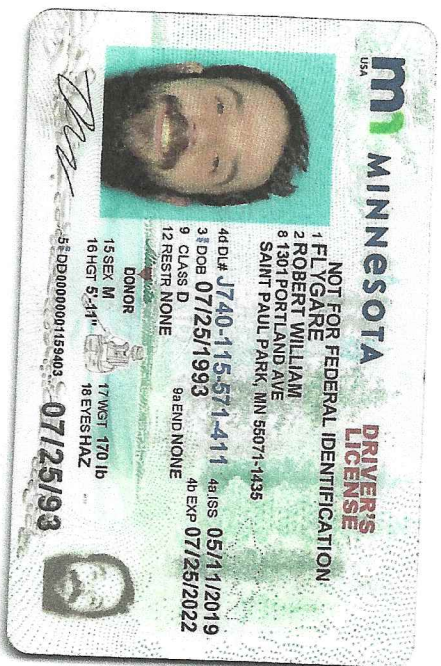 USA
MINNESOTA
DRIVER'S
LICENSE
NOT FOR FEDERAL IDENTIFICATION
1 FLYGARE
2 ROBERT WILLIAM
8 1301 PORTLAND AVE
SAINT PAUL PARK, MN 55071-1435
4d DL# J740-115-571-411 4a ISS 05/11/2019
3 DOB 07/25/1993 4b EXP 07/25/2022
9 CLASS D 9a END NONE
12 RESTR NONE
DONOR
15 SEX M 17 WGT 170 lb
16 HGT 5'-11" 18 EYES HAZ
5 DD 00000001159403 07/25/93